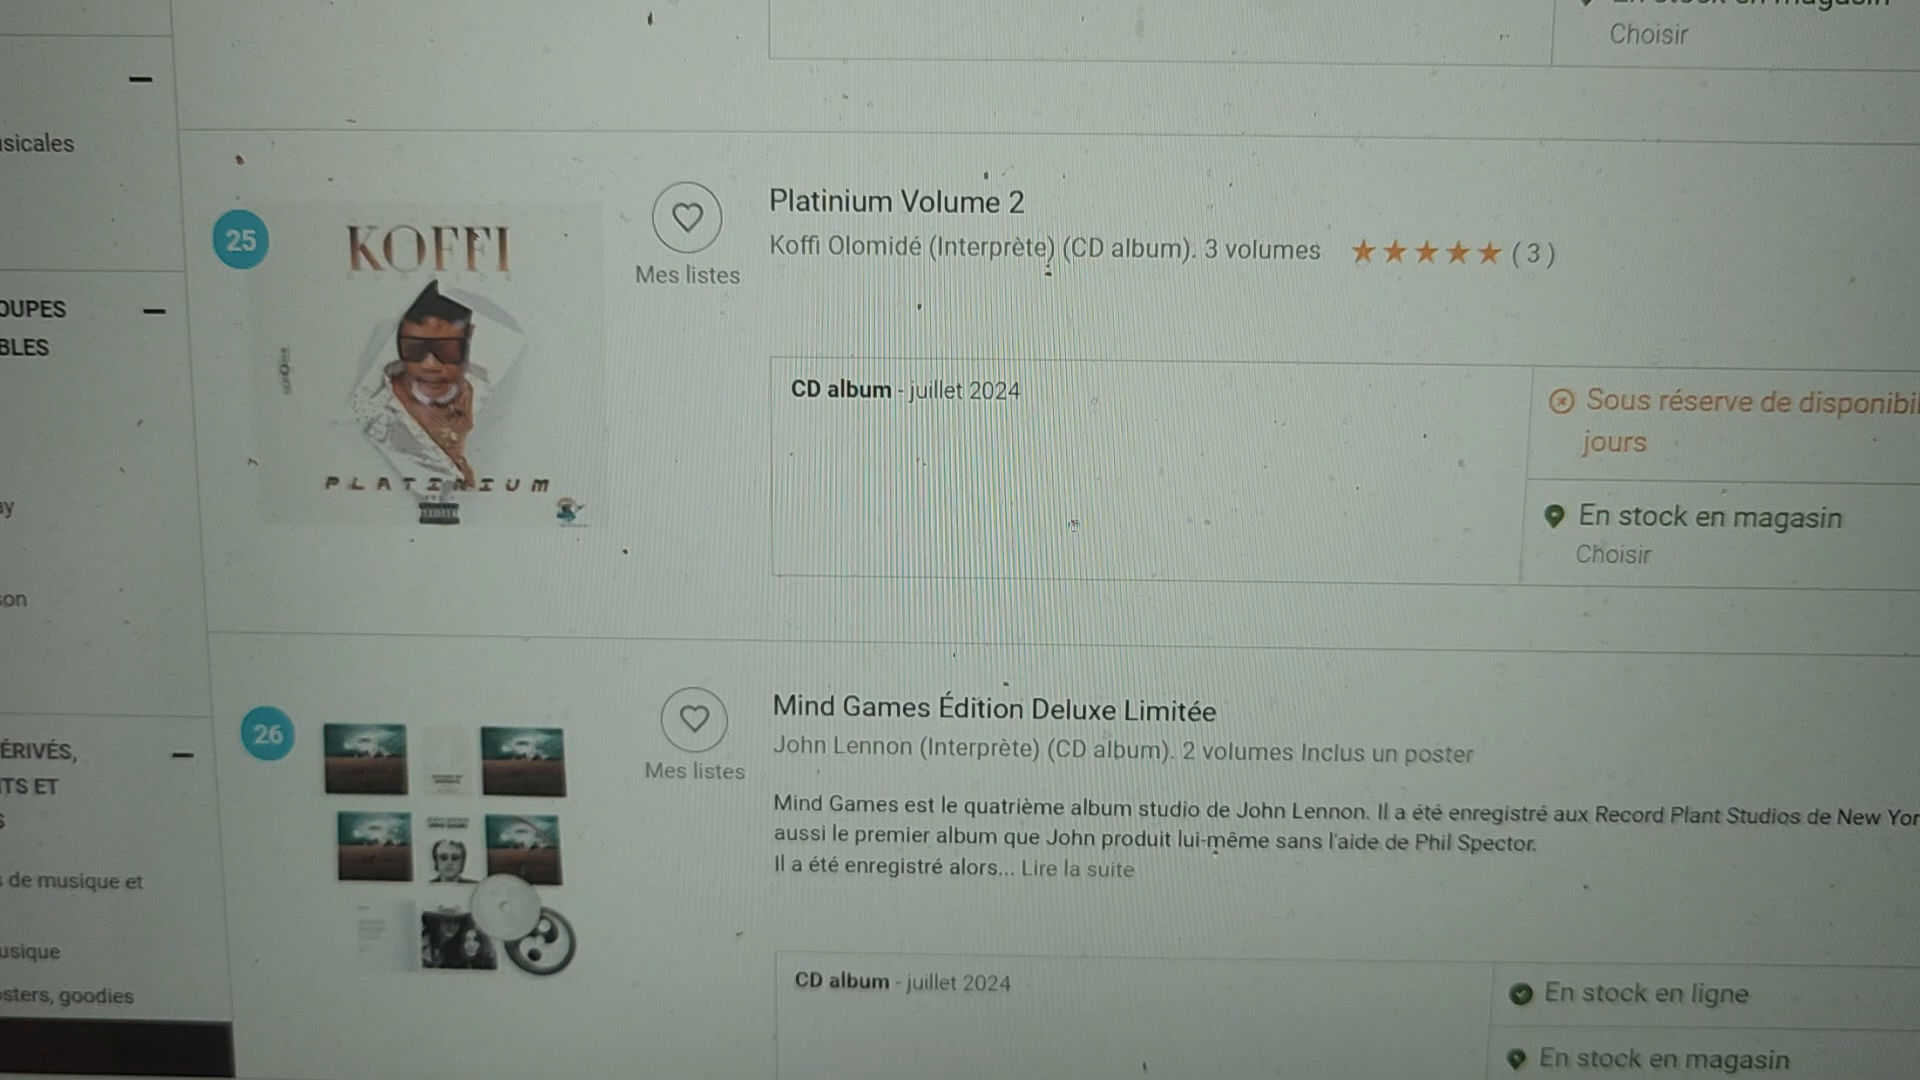 Choisir
sicales
25
KOFFI
PLATINIUM
Mes listes
Platinium Volume 2
Koffi Olomidé (Interprète) (CD album). 3 volumes
(3)
CD album - juillet 2024
Sous réserve de
jours
En stock en magasin
Choisir
OUPES
BLES
ay
son
ÉRIVÉS,
TS ET
S
de musique et
usique
sters, goodies
26
Mes listes
Mind Games Édition Deluxe Limitée
John Lennon (Interprète) (CD album). 2 volumes Inclus un poster
Mind Games est le quatrième album studio de John Lennon. Il a été enregistré aux Record Plant Studios de New Yor
aussi le premier album que John produit lui-même sans l'aide de Phil Spector.
Il a été enregistré alors... Lire la suite
CD album - juillet 2024
En stock en ligne
En stock en magasin